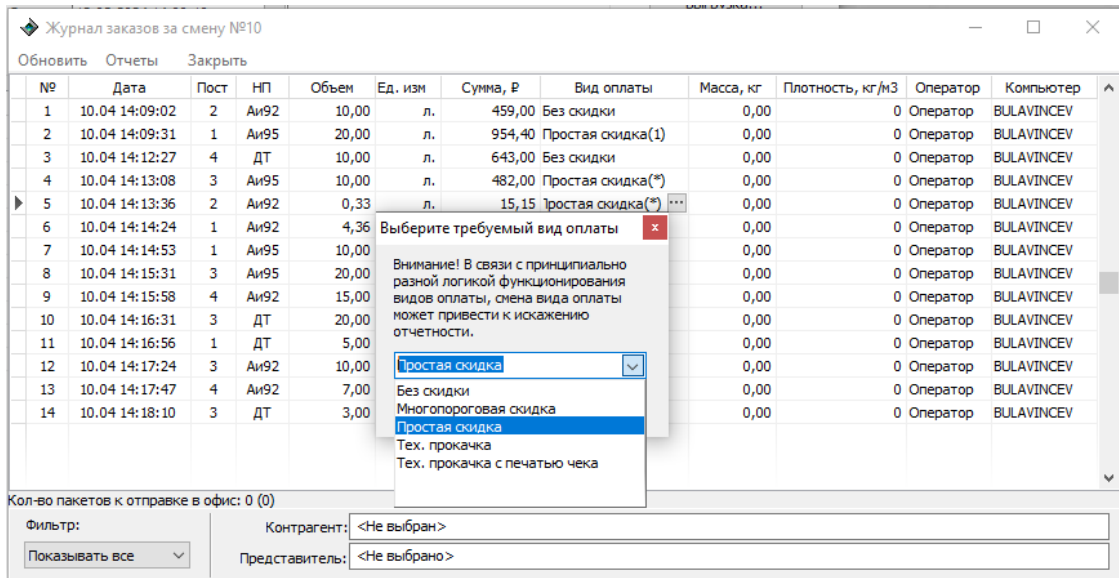 Журнал заказов за смену №10
Обновить Отчеты Закрыть
№ Дата Пост НП Объем Ед. изм Сумма, ₽ Вид оплаты Масса, кг Плотность, кг/м3 Оператор Компьютер
1 10.04 14:09:02 2 Аи92 10,00 л. 459,00 Без скидки 0,00 0 Оператор BULAVINCEV
2 10.04 14:09:31 1 Аи95 20,00 л. 954,40 Простая скидка(1) 0,00 0 Оператор BULAVINCEV
3 10.04 14:12:27 4 ДТ 10,00 л. 643,00 Без скидки 0,00 0 Оператор BULAVINCEV
4 10.04 14:13:08 3 Аи95 10,00 л. 482,00 Простая скидка(*) 0,00 0 Оператор BULAVINCEV
5 10.04 14:13:36 2 Аи92 0,33 л. 15,15 Простая скидка(*) ... 0,00 0 Оператор BULAVINCEV
6 10.04 14:14:24 1 Аи92 4,36 0,00 0 Оператор BULAVINCEV
7 10.04 14:14:53 1 Аи95 10,00 0,00 0 Оператор BULAVINCEV
8 10.04 14:15:31 3 Аи95 20,00 0,00 0 Оператор BULAVINCEV
9 10.04 14:15:58 4 Аи92 15,00 0,00 0 Оператор BULAVINCEV
10 10.04 14:16:31 3 ДТ 20,00 0,00 0 Оператор BULAVINCEV
11 10.04 14:16:56 1 ДТ 5,00 0,00 0 Оператор BULAVINCEV
12 10.04 14:17:24 3 Аи92 10,00 0,00 0 Оператор BULAVINCEV
13 10.04 14:17:47 4 Аи92 7,00 0,00 0 Оператор BULAVINCEV
14 10.04 14:18:10 3 ДТ 3,00 0,00 0 Оператор BULAVINCEV
Выберите требуемый вид оплаты x
Внимание! В связи с принципиально
разной логикой функционирования
видов оплаты, смена вида оплаты
может привести к искажению
отчетности.
Простая скидка
Без скидки
Многопороговая скидка
Простая скидка
Тех. прокачка
Тех. прокачка с печатью чека
Кол-во пакетов к отправке в офис: 0 (0)
Фильтр:
Показывать все
Контрагент: <Не выбран>
Представитель: <Не выбрано>